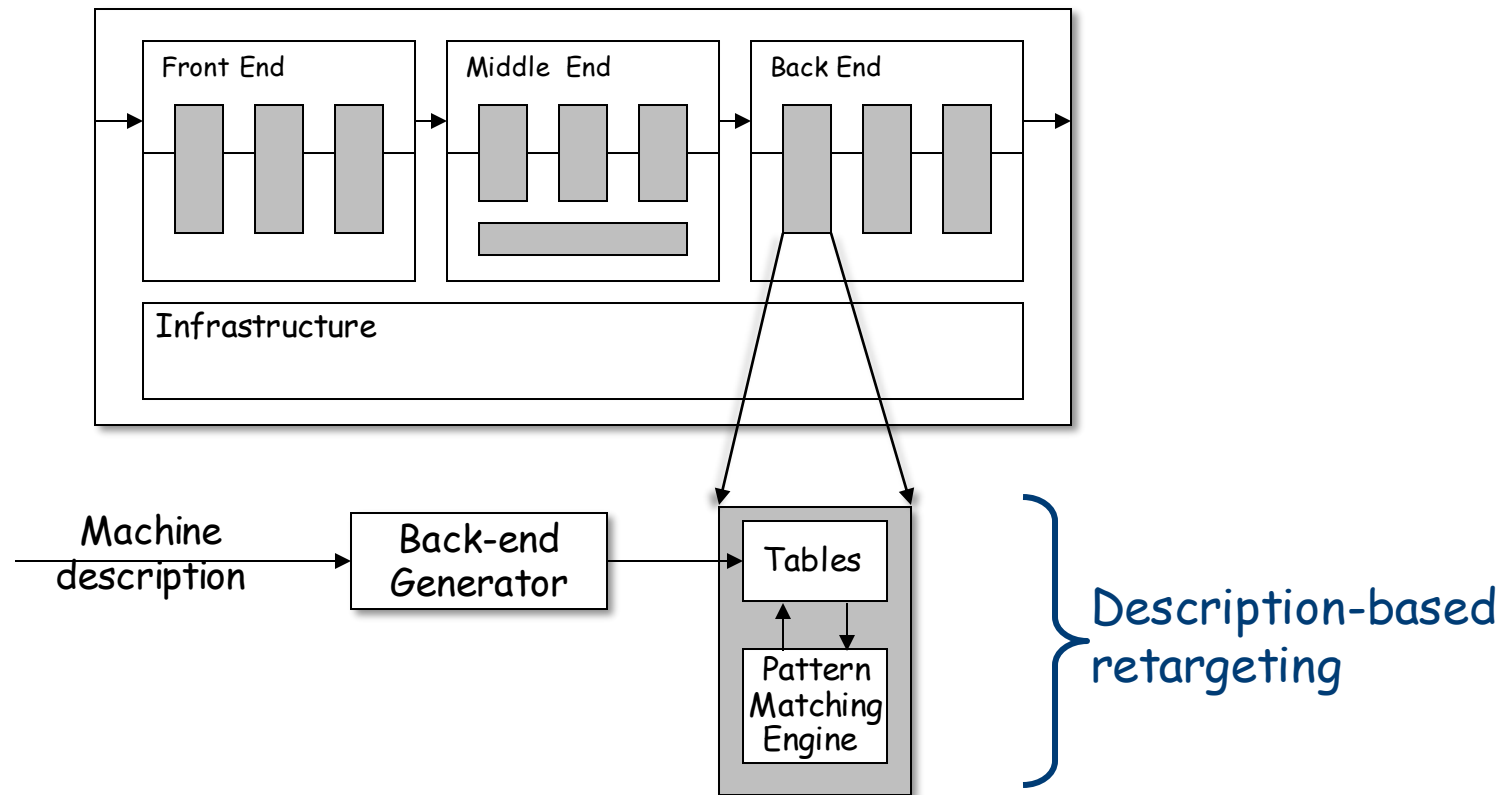 Front End
Middle End
Back End
Infrastructure
Machine
description
Back-end
Generator
Tables
Pattern
Matching
Engine
Description-based
retargeting